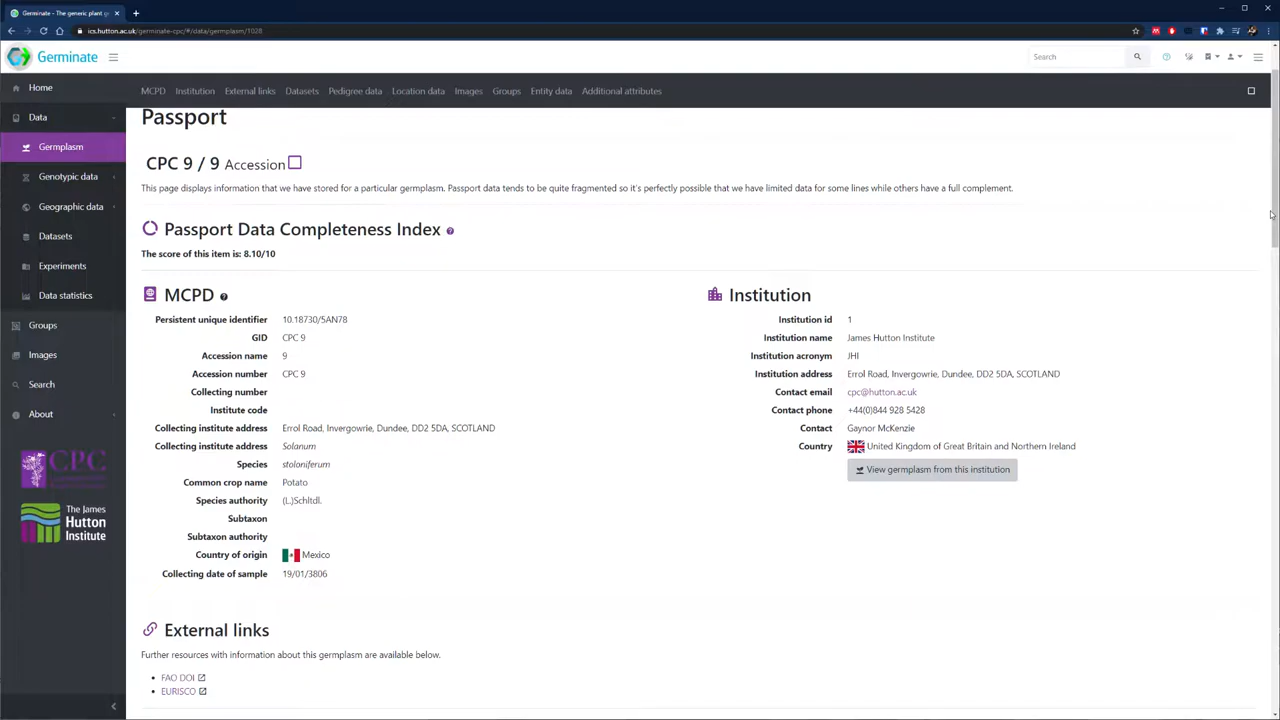 Germinate - The generic plant ge
ics.hutton.ac.uk/germinate-cpc/#/data/germplasm/1028
Germinate
Search
Home
Data
Germplasm
Genotypic data
Geographic data
Datasets
Experiments
Data statistics
Groups
Images
Search
About
CPC
The James
Hutton
Institute
MCPD Institution External links Datasets Pedigree data Location data Images Groups Entity data Additional attributes
Passport
CPC 9 / 9 Accession
This page displays information that we have stored for a particular germplasm. Passport data tends to be quite fragmented so it's perfectly possible that we have limited data for some lines while others have a full complement.
Passport Data Completeness Index
The score of this item is: 8.10/10
MCPD
Persistent unique identifier 10.18730/5AN78
GID CPC 9
Accession name 9
Accession number CPC 9
Collecting number
Institute code
Collecting institute address Errol Road, Invergowrie, Dundee, DD2 5DA, SCOTLAND
Collecting institute address Solanum
Species stoloniferum
Common crop name Potato
Species authority (L.)Schltdl.
Subtaxon
Subtaxon authority
Country of origin Mexico
Collecting date of sample 19/01/3806
Institution
Institution id 1
Institution name James Hutton Institute
Institution acronym JHI
Institution address Errol Road, Invergowrie, Dundee, DD2 5DA, SCOTLAND
Contact email cpc@hutton.ac.uk
Contact phone +44(0)844 928 5428
Contact Gaynor McKenzie
Country United Kingdom of Great Britain and Northern Ireland
View germplasm from this institution
External links
Further resources with information about this germplasm are available below.
FAO DOI
EURISCO